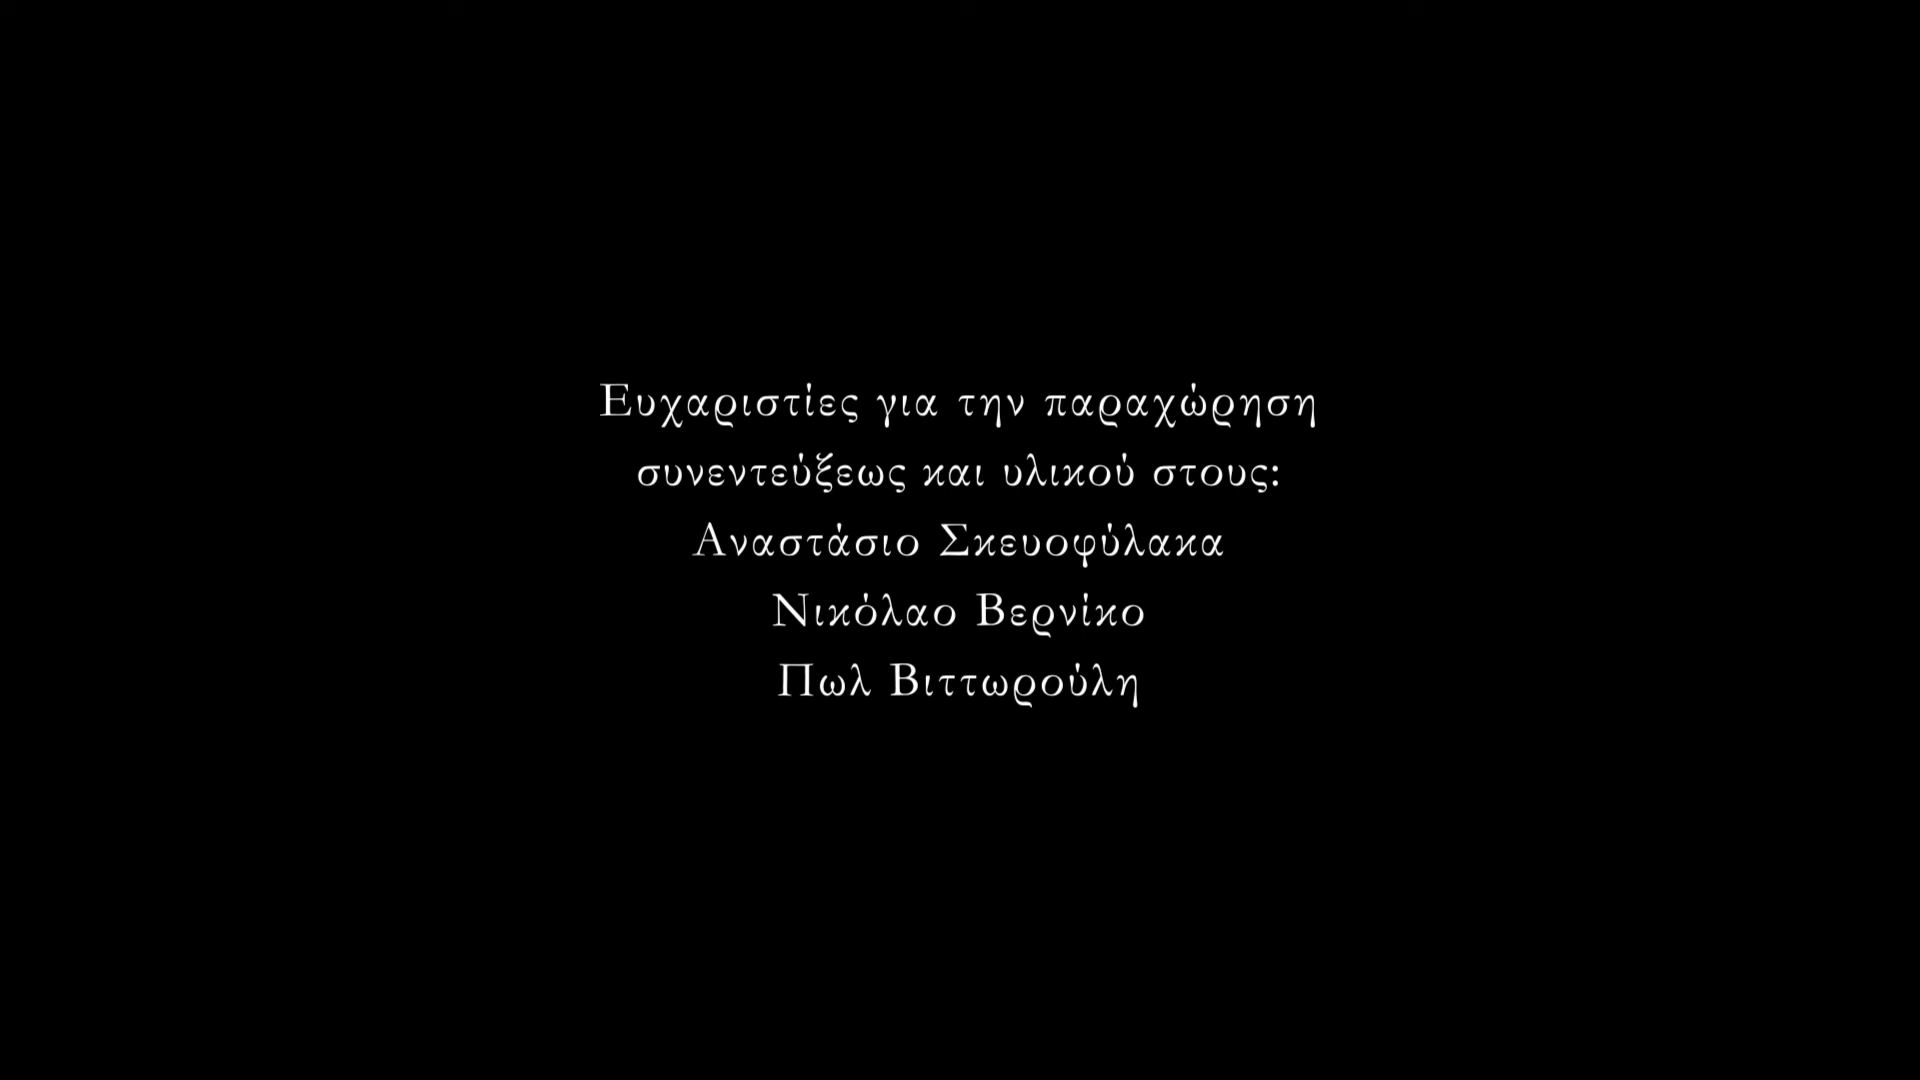 Ευχαριστίες για την παραχώρηση
συνεντεύξεως και υλικού στους:
Αναστάσιο Σκευοφύλακα
Νικόλαο Βερνίκο
Πωλ Βιττωρούλη